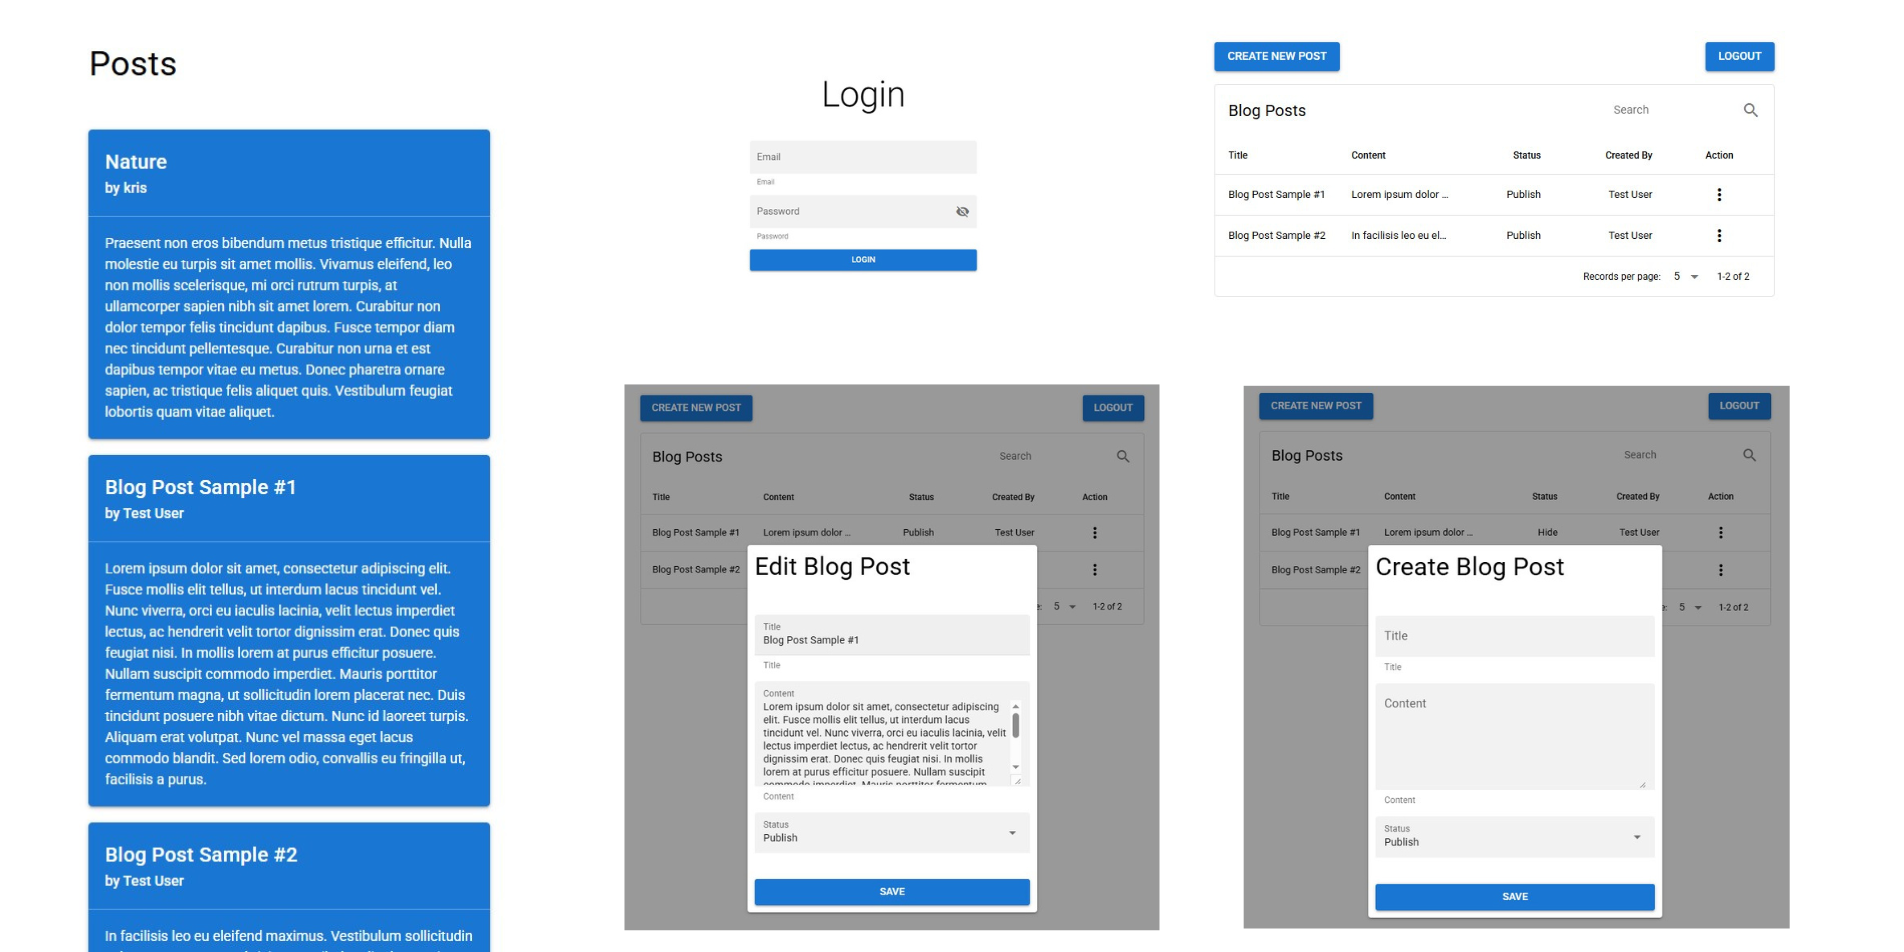 Posts
Nature
by kris
Praesent non eros bibendum metus tristique efficitur. Nulla
molestie eu turpis sit amet mollis. Vivamus eleifend, leo
non mollis scelerisque, mi orci rutrum turpis, at
ullamcorper sapien nibh sit amet lorem. Curabitur non
dolor tempor felis tincidunt dapibus. Fusce tempor diam
nec tincidunt pellentesque. Curabitur non urna et est
dapibus tempor vitae eu metus. Donec pharetra ornare
sapien, ac tristique felis aliquet quis. Vestibulum feugiat
lobortis quam vitae aliquet.
Blog Post Sample #1
by Test User
Lorem ipsum dolor sit amet, consectetur adipiscing elit.
Fusce mollis elit tellus, ut interdum lacus tincidunt vel.
Nunc viverra, orci eu iaculis lacinia, velit lectus imperdiet
lectus, ac hendrerit velit tortor dignissim erat. Donec quis
feugiat nisi. In mollis lorem at purus efficitur posuere.
Nullam suscipit commodo imperdiet. Mauris porttitor
fermentum magna, ut sollicitudin lorem placerat nec. Duis
tincidunt posuere nibh vitae dictum. Nunc id laoreet turpis.
Aliquam erat volutpat. Nunc vel massa eget lacus
commodo blandit. Sed lorem odio, convallis eu fringilla ut,
facilisis a purus.
Blog Post Sample #2
by Test User
In facilisis leo eu eleifend maximus. Vestibulum sollicitudin
Login
Email
Email
Password
Password
LOGIN
CREATE NEW POST LOGOUT
Blog Posts Search
Title Content Status Created By Action
Blog Post Sample #1 Lorem ipsum dolor ... Publish Test User
Blog Post Sample #2 In facilisis leo eu el... Publish Test User
Records per page: 5 1-2 of 2
CREATE NEW POST LOGOUT
Blog Posts Search
Title Content Status Created By Action
Blog Post Sample #1 Lorem ipsum dolor ... Publish Test User
Blog Post Sample #2
5 1-2 of 2
Edit Blog Post
Title
Blog Post Sample #1
Title
Content
Lorem ipsum dolor sit amet, consectetur adipiscing
elit. Fusce mollis elit tellus, ut interdum lacus
tincidunt vel. Nunc viverra, orci eu iaculis lacinia, velit
lectus imperdiet lectus, ac hendrerit velit tortor
dignissim erat. Donec quis feugiat nisi. In mollis
lorem at purus efficitur posuere. Nullam suscipit
commodo imperdiet. Mauris porttitor fermentum
Content
Status
Publish
SAVE
CREATE NEW POST LOGOUT
Blog Posts Search
Title Content Status Created By Action
Blog Post Sample #1 Lorem ipsum dolor ... Hide Test User
Blog Post Sample #2
5 1-2 of 2
Create Blog Post
Title
Title
Content
Content
Status
Publish
SAVE